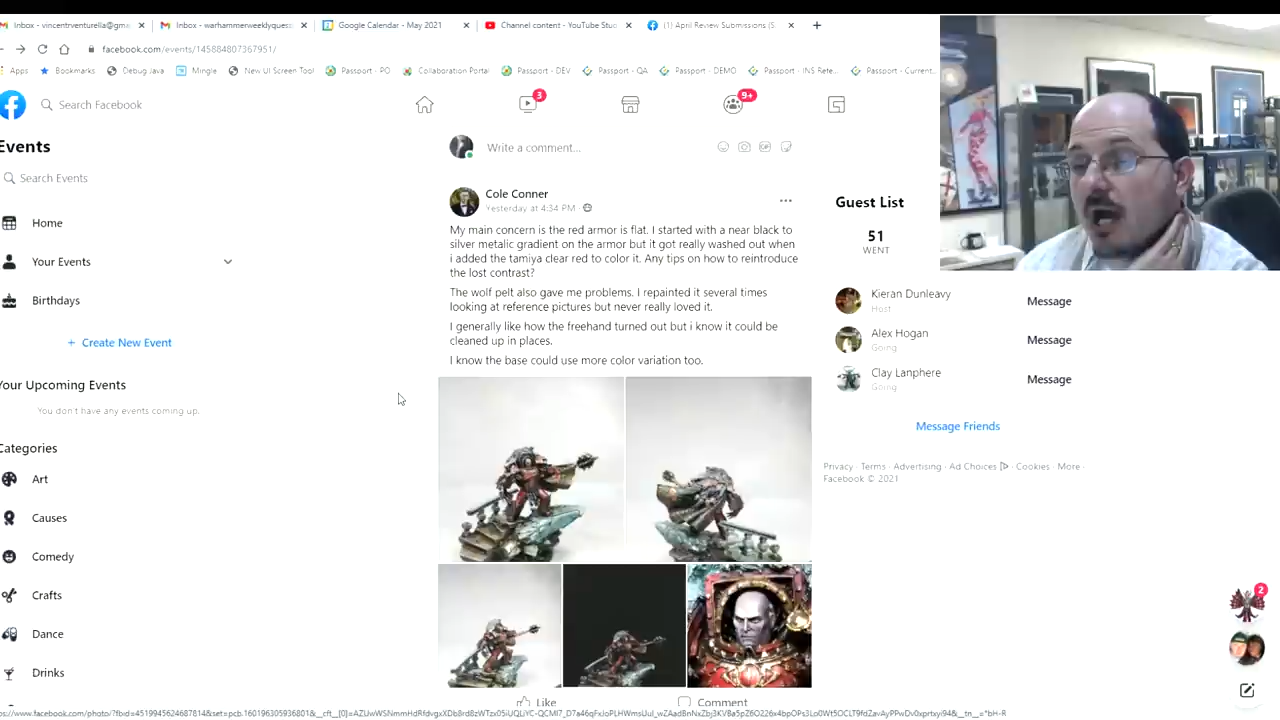 Inbox - vincentrventurella@gm
Inbox - warhammerweeklyques
Google Calendar - May 2021
Channel content - YouTube Stu
(1) April Review Submissions (S
facebook.com/events/145884807367951/
Apps
Bookmarks
Debug Java
Mingle
New UI Screen Tool
Passport - PO
Collaboration Portal
Passport - DEV
Passport - QA
Passport - DEMO
Passport - INS Rete...
Passport - Current...
Search Facebook
3
9+
Events
Search Events
Home
Your Events
Birthdays
+ Create New Event
Your Upcoming Events
You don't have any events coming up.
Categories
Art
Causes
Comedy
Crafts
Dance
Drinks
Write a comment...
GIF
Cole Conner
Yesterday at 4:34 PM ·
My main concern is the red armor is flat. I started with a near black to
silver metalic gradient on the armor but it got really washed out when
i added the tamiya clear red to color it. Any tips on how to reintroduce
the lost contrast?
The wolf pelt also gave me problems. I repainted it several times
looking at reference pictures but never really loved it.
I generally like how the freehand turned out but i know it could be
cleaned up in places.
I know the base could use more color variation too.
Like
Comment
Guest List
51
WENT
Kieran Dunleavy
Host
Message
Alex Hogan
Going
Message
Clay Lanphere
Going
Message
Message Friends
Privacy · Terms · Advertising · Ad Choices · Cookies · More ·
Facebook © 2021
2